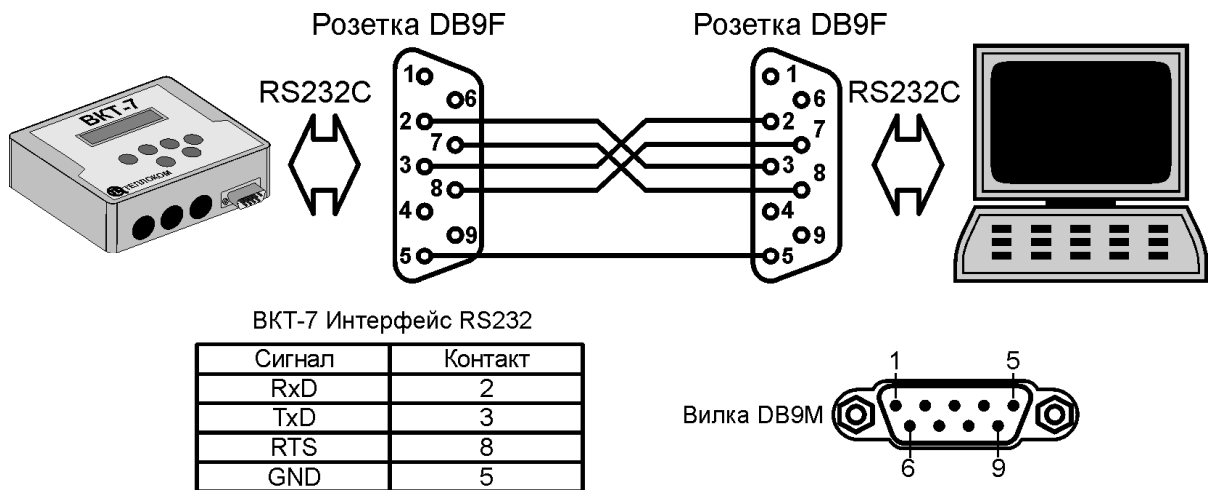 Розетка DB9F
Розетка DB9F
RS232C
RS232C
ВКТ-7
ТЕПЛОКОМ
1
6
2
7
3
8
4
9
5
1
6
2
7
3
8
4
9
5
ВКТ-7 Интерфейс RS232
Сигнал Контакт
RxD 2
TxD 3
RTS 8
GND 5
Вилка DB9M
1 5
6 9